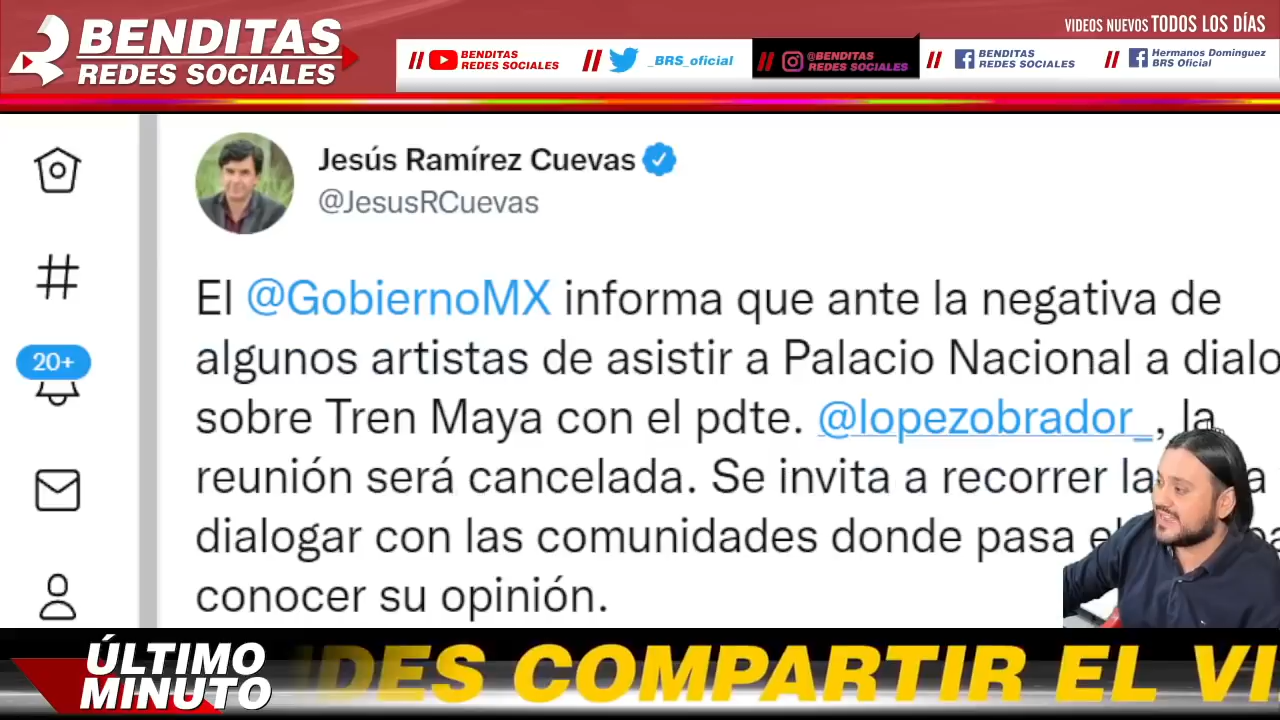 BENDITAS
REDES SOCIALES
VIDEOS NUEVOS TODOS LOS DÍAS
// BENDITAS REDES SOCIALES // _BRS_oficial // @BENDITAS REDES SOCIALES // BENDITAS REDES SOCIALES // Hermanos Dominguez BRS Oficial
Jesús Ramírez Cuevas
@JesusRCuevas
El @GobiernoMX informa que ante la negativa de
algunos artistas de asistir a Palacio Nacional a dialo
sobre Tren Maya con el pdte. @lopezobrador_, la
reunión será cancelada. Se invita a recorrer la
dialogar con las comunidades donde pasa
conocer su opinión.
20+
ÚLTIMO
MINUTO
DES COMPARTIR EL VI